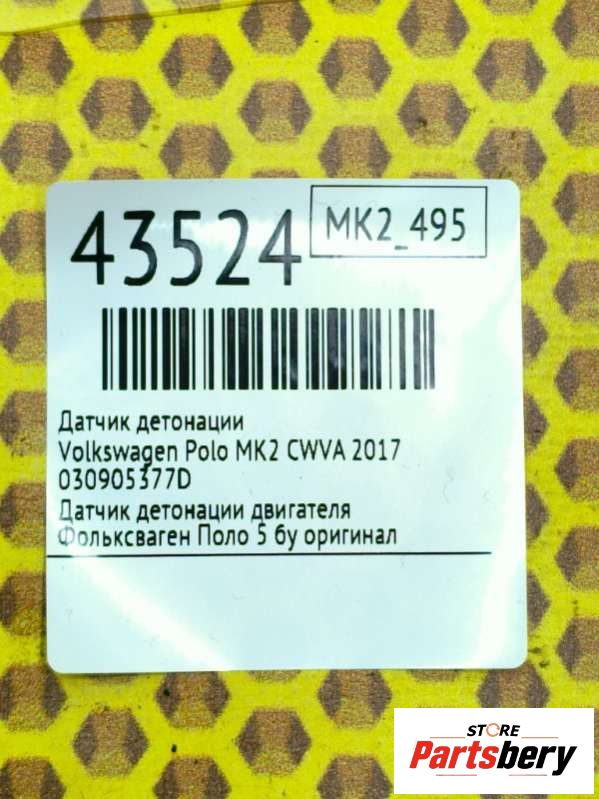 43524
MK2_495
Датчик детонации
Volkswagen Polo MK2 CWVA 2017
030905377D
Датчик детонации двигателя
Фольксваген Поло 5 бу оригинал
STORE
Partsbery